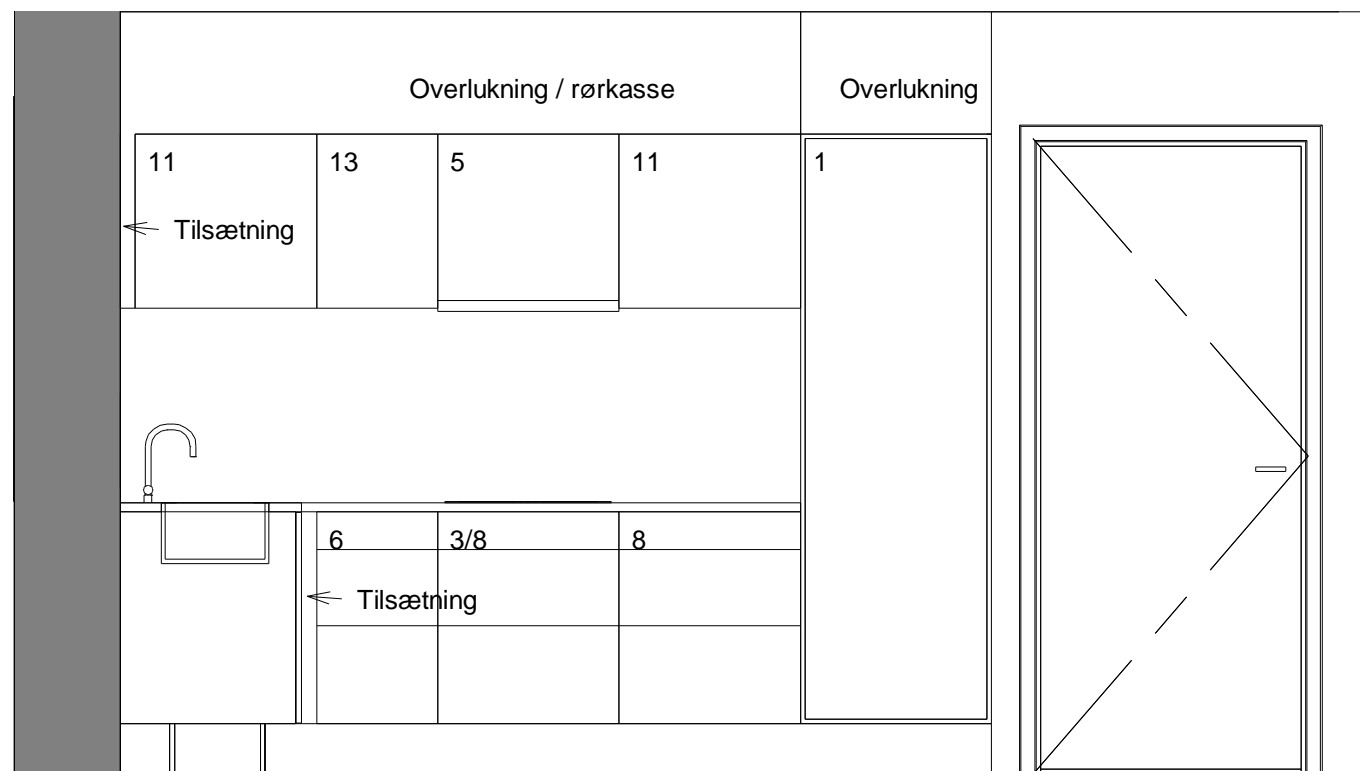 Overlukning / rørkasse
Overlukning
11
13
5
11
1
Tilsætning
6
3/8
8
Tilsætning